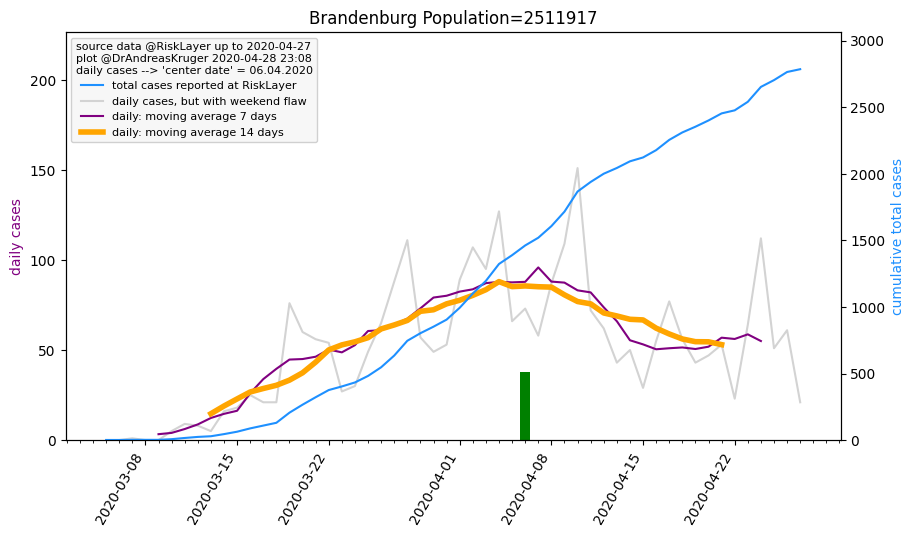 Brandenburg Population=2511917
source data @RiskLayer up to 2020-04-27
plot @DrAndreasKruger 2020-04-28 23:08
daily cases --> 'center date' = 06.04.2020
total cases reported at RiskLayer
daily cases, but with weekend flaw
daily: moving average 7 days
daily: moving average 14 days
daily cases
200
150
100
50
0
cumulative total cases
3000
2500
2000
1500
1000
500
0
2020-03-08
2020-03-15
2020-03-22
2020-04-01
2020-04-08
2020-04-15
2020-04-22